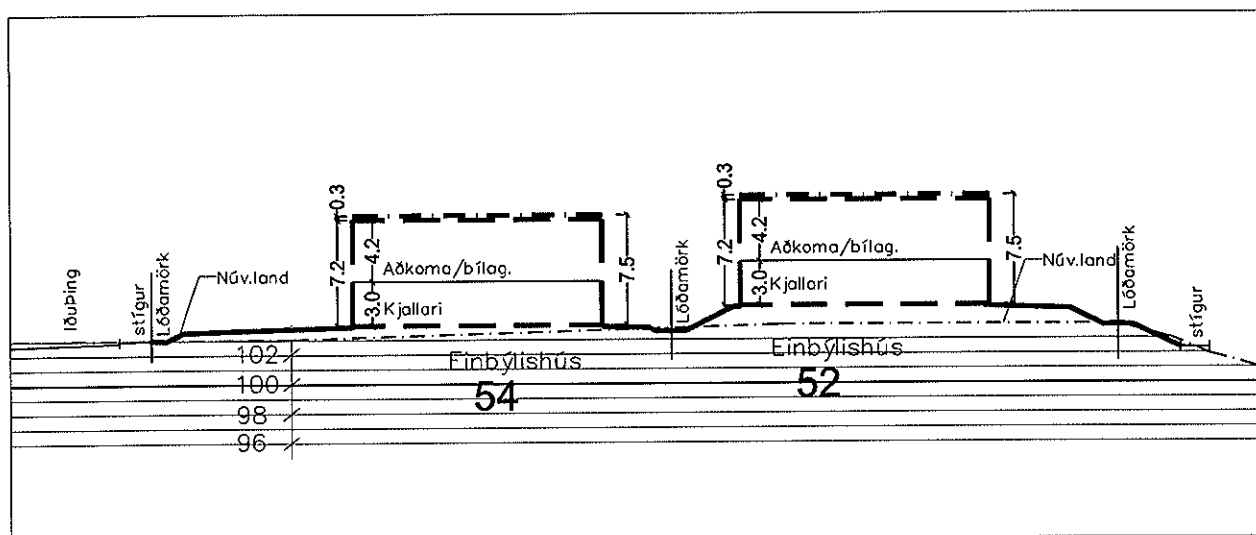 0.3
7.2
4.2
3.0
Aðkoma/bílag.
Kjallari
7.5
0.3
7.2
4.2
3.0
Aðkoma/bílag.
Kjallari
7.5
Iðuþing
stígur
Lóðamörk
Núv.land
Lóðamörk
Núv.land
Lóðamörk
stígur
102
100
98
96
Einbýlishús
54
Einbýlishús
52